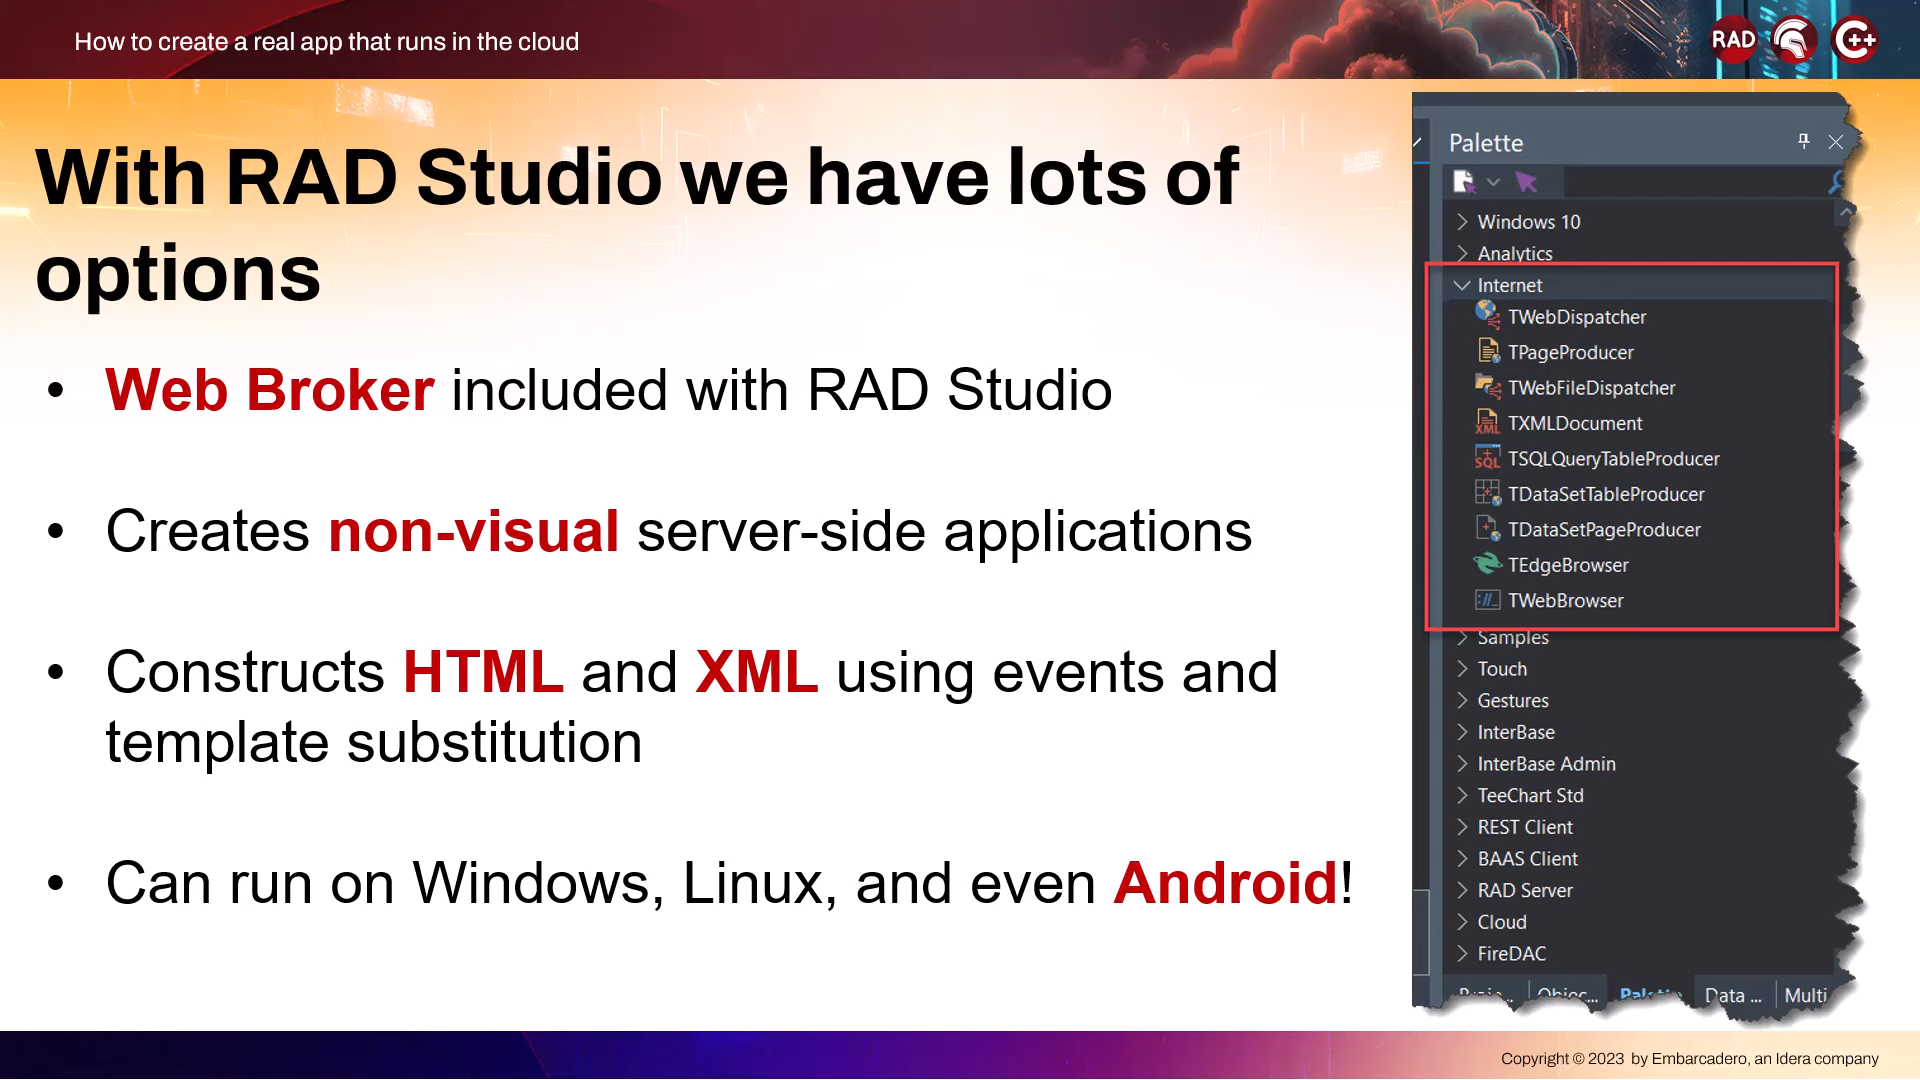 How to create a real app that runs in the cloud
RAD
C++
With RAD Studio we have lots of
options
• Web Broker included with RAD Studio
• Creates non-visual server-side applications
• Constructs HTML and XML using events and
template substitution
• Can run on Windows, Linux, and even Android!
Palette
Windows 10
Analytics
Internet
TWebDispatcher
TPageProducer
TWebFileDispatcher
XML
TXMLDocument
SQL
TSQLQueryTableProducer
TDataSetTableProducer
TDataSetPageProducer
TEdgeBrowser
://_
TWebBrowser
Samples
Touch
Gestures
InterBase
InterBase Admin
TeeChart Std
REST Client
BAAS Client
RAD Server
Cloud
FireDAC
Objec... Palette Data ... Multi
Copyright © 2023 by Embarcadero, an Idera company